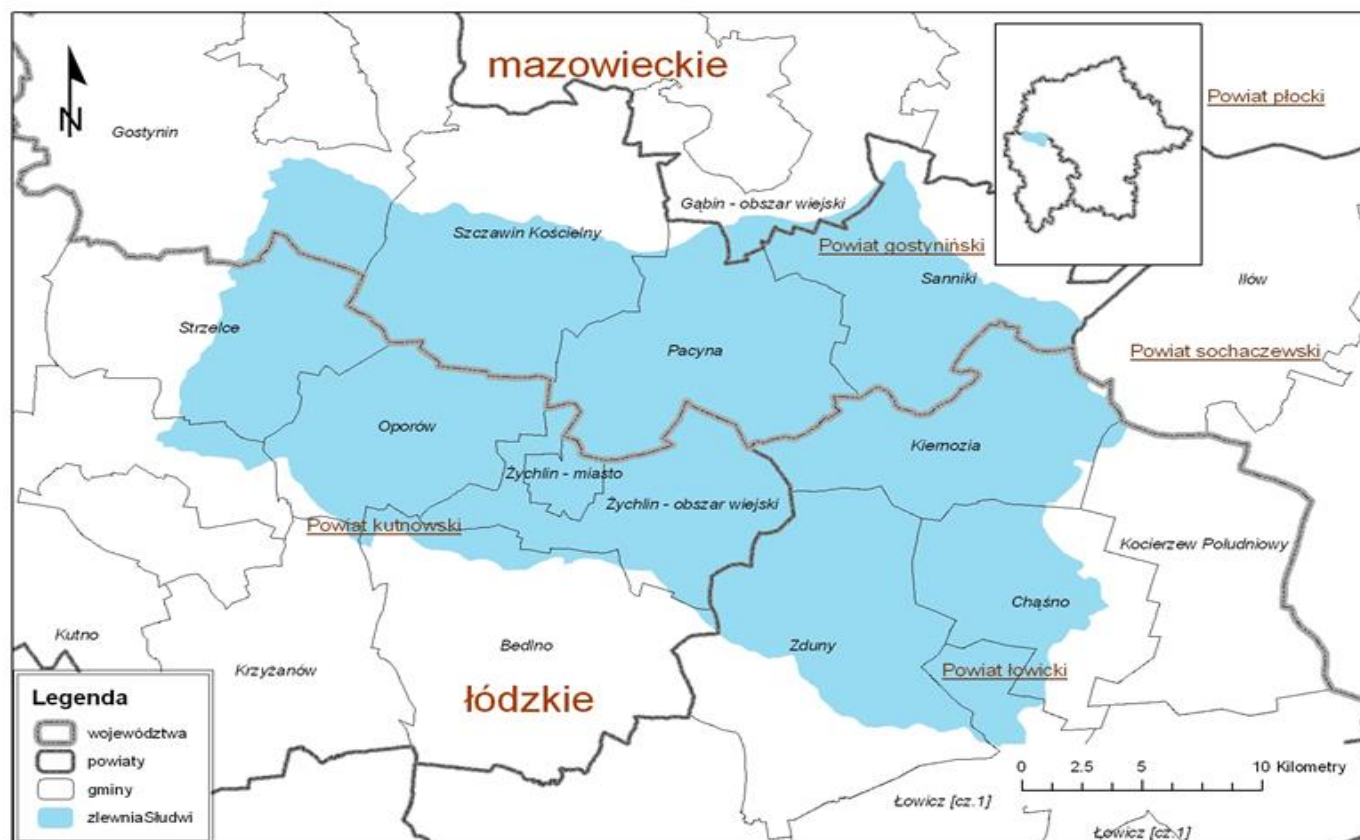 mazowieckie
Powiat płocki
N
Gostynin
Gąbin - obszar wiejski
Szczawin Kościelny
Powiat gostyniński
Sanniki
Iłów
Strzelce
Pacyna
Powiat sochaczewski
Oporów
Kiernozia
Żychlin - miasto
Żychlin - obszar wiejski
Powiat kutnowski
Kocierzew Południowy
Chąśno
Kutno
Krzyżanów
Bedlno
Zduny
Powiat łowicki
łódzkie
Legenda
województwa
powiaty
gminy
zlewniaSłudwi
0 2.5 5 10 Kilometry
Łowicz [cz.1]
Łowicz [cz.1]